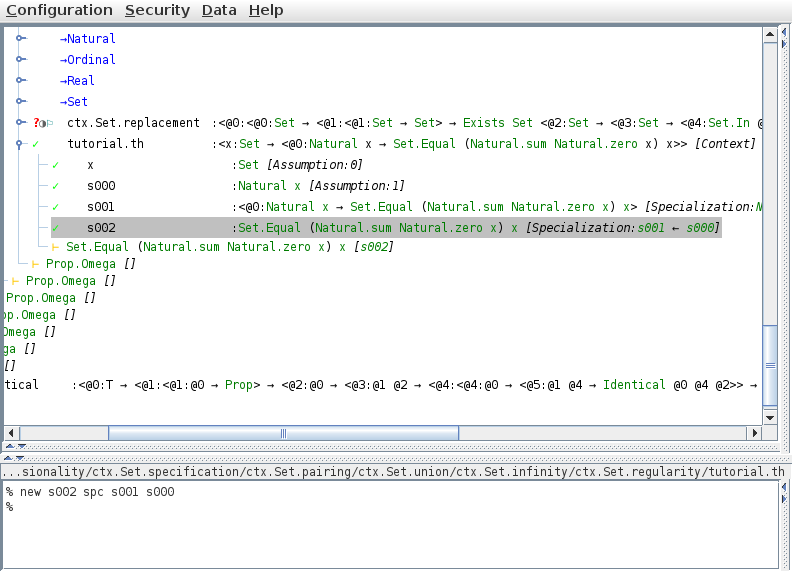 Configuration Security Data Help
→Natural
→Ordinal
→Real
→Set
? ctx.Set.replacement :<@0:<@0:Set → <@1:<@1:Set → Set> → Exists Set <@2:Set → <@3:Set → <@4:Set.In @
tutorial.th :<x:Set → <@0:Natural x → Set.Equal (Natural.sum Natural.zero x) x>> [Context]
x :Set [Assumption:0]
s000 :Natural x [Assumption:1]
s001 :<@0:Natural x → Set.Equal (Natural.sum Natural.zero x) x> [Specialization:N
s002 :Set.Equal (Natural.sum Natural.zero x) x [Specialization:s001 ← s000]
⊢ Set.Equal (Natural.sum Natural.zero x) x [s002]
⊢ Prop.Omega []
⊢ Prop.Omega []
Prop.Omega []
op.Omega []
Omega []
ga []
[]
tical :<@0:T → <@1:<@1:@0 → Prop> → <@2:@0 → <@3:@1 @2 → <@4:<@4:@0 → <@5:@1 @4 → Identical @0 @4 @2>> →
...sionality/ctx.Set.specification/ctx.Set.pairing/ctx.Set.union/ctx.Set.infinity/ctx.Set.regularity/tutorial.th
% new s002 spc s001 s000
%